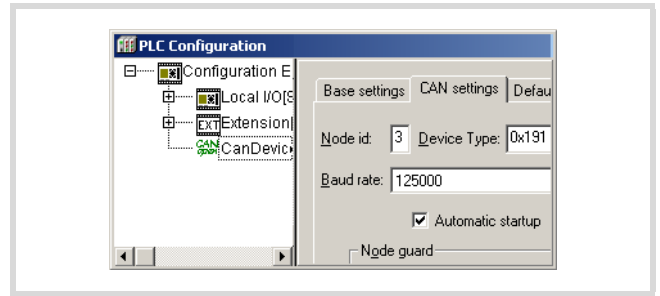 PLC Configuration
Configuration E
Local I/O[S
EXT Extension[
CAN open CanDevic
Base settings CAN settings Defau
Node id: 3 Device Type: 0x191
Baud rate: 125000
Automatic startup
Node guard